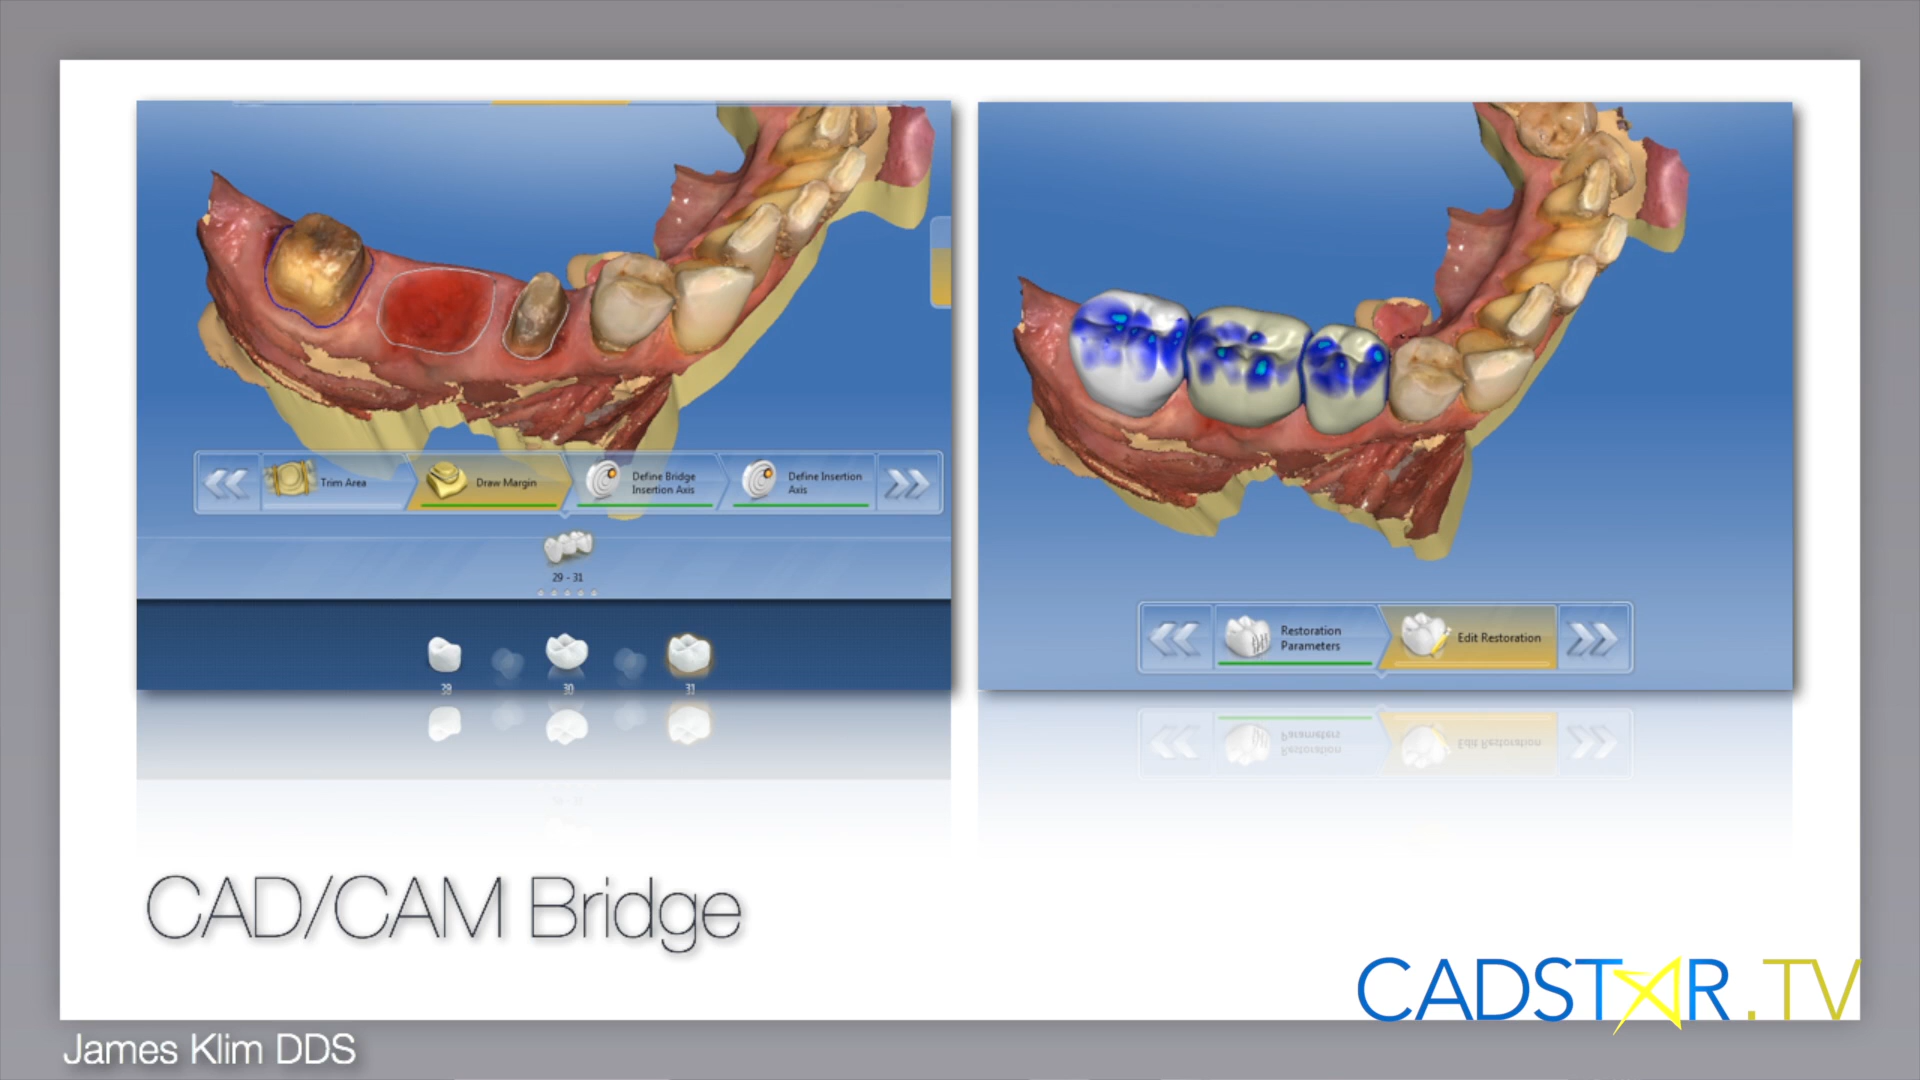 Trim Area
Draw Margin
Define Bridge
Insertion Axis
Define Insertion
Axis
29 - 31
29
30
31
Restoration
Parameters
Edit Restoration
CAD/CAM Bridge
CADSTAR.TV
James Klim DDS